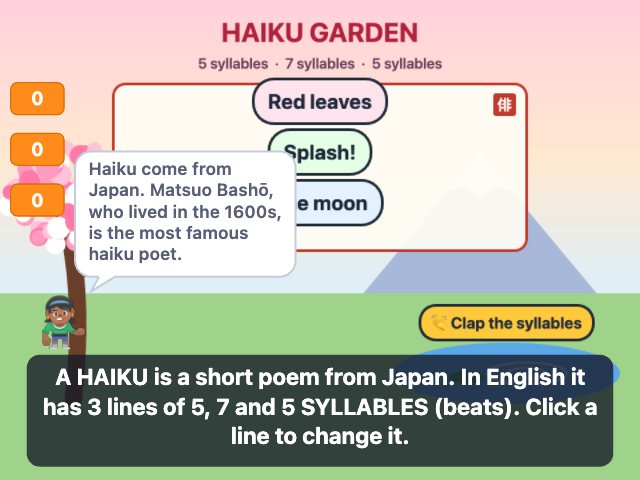 HAIKU GARDEN
5 syllables · 7 syllables · 5 syllables
0
Red leaves
俳
0
Splash!
0
moon
Haiku come from
Japan. Matsuo Bashō,
who lived in the 1600s,
is the most famous
haiku poet.
👏 Clap the syllables
A HAIKU is a short poem from Japan. In English it
has 3 lines of 5, 7 and 5 SYLLABLES (beats). Click a
line to change it.